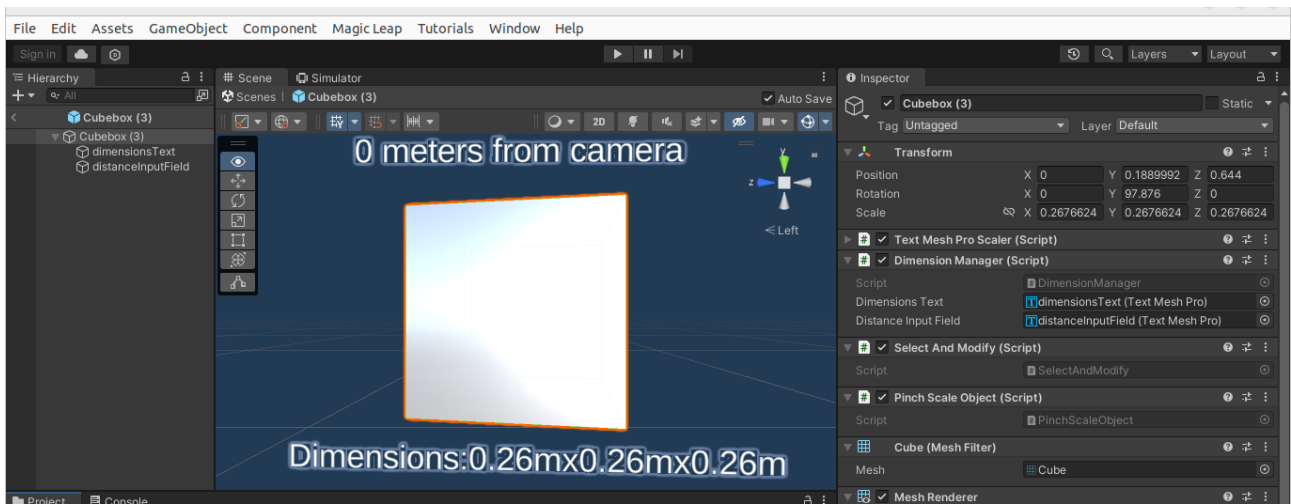 File Edit Assets GameObject Component Magic Leap Tutorials Window Help
Sign in Layers Layout
Hierarchy
All
Cubebox (3)
Cubebox (3)
dimensionsText
distanceInputField
Scene Simulator
Scenes Cubebox (3) Auto Save
2D
0 meters from camera
y
z
Left
Dimensions:0.26mx0.26mx0.26m
Project Console
Inspector
Cubebox (3) Static
Tag Untagged Layer Default
Transform
Position X 0 Y 0.1889992 Z 0.644
Rotation X 0 Y 97.876 Z 0
Scale X 0.2676624 Y 0.2676624 Z 0.2676624
# Text Mesh Pro Scaler (Script)
# Dimension Manager (Script)
Script DimensionManager
Dimensions Text dimensionsText (Text Mesh Pro)
Distance Input Field distanceInputField (Text Mesh Pro)
# Select And Modify (Script)
Script SelectAndModify
# Pinch Scale Object (Script)
Script PinchScaleObject
Cube (Mesh Filter)
Mesh Cube
Mesh Renderer